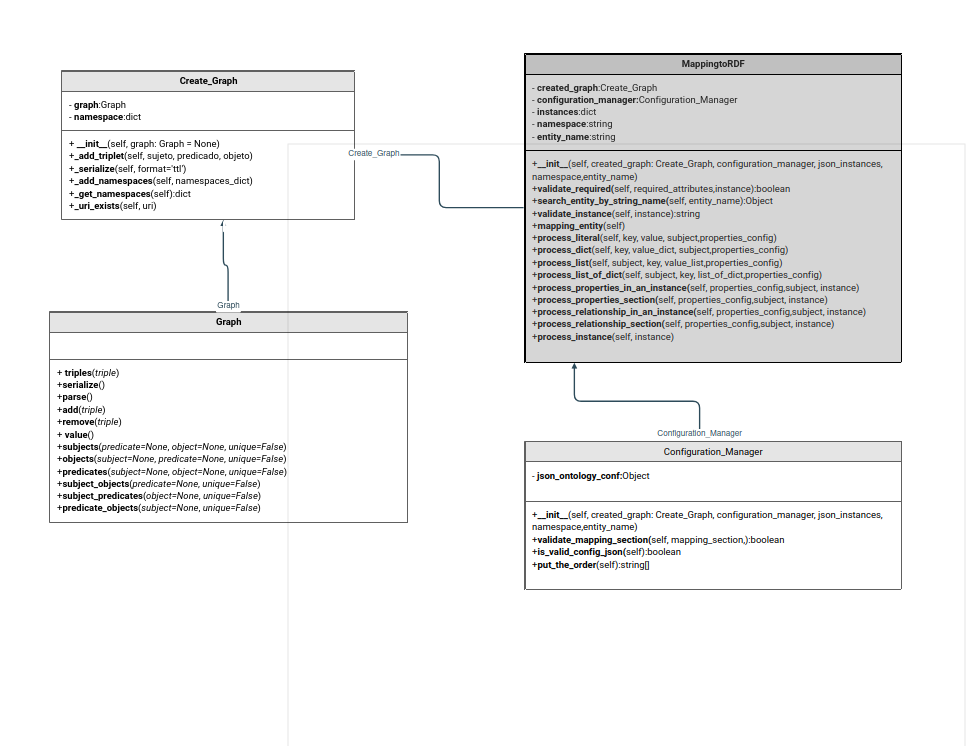 Create_Graph
- graph:Graph
- namespace:dict
+ __init__(self, graph: Graph = None)
+_add_triplet(self, sujeto, predicado, objeto)
+_serialize(self, format='ttl')
+_add_namespaces(self, namespaces_dict)
+_get_namespaces(self):dict
+_uri_exists(self, uri)
Create_Graph
MappingtoRDF
- created_graph:Create_Graph
- configuration_manager:Configuration_Manager
- instances:dict
- namespace:string
- entity_name:string
+__init__(self, created_graph: Create_Graph, configuration_manager, json_instances,
namespace,entity_name)
+validate_required(self, required_attributes,instance):boolean
+search_entity_by_string_name(self, entity_name):Object
+validate_instance(self, instance):string
+mapping_entity(self)
+process_literal(self, key, value, subject,properties_config)
+process_dict(self, key, value_dict, subject,properties_config)
+process_list(self, subject, key, value_list,properties_config)
+process_list_of_dict(self, subject, key, list_of_dict,properties_config)
+process_properties_in_an_instance(self, properties_config,subject, instance)
+process_properties_section(self, properties_config,subject, instance)
+process_relationship_in_an_instance(self, properties_config,subject, instance)
+process_relationship_section(self, properties_config,subject, instance)
+process_instance(self, instance)
Graph
Graph
+ triples(triple)
+serialize()
+parse()
+add(triple)
+remove(triple)
+ value()
+subjects(predicate=None, object=None, unique=False)
+objects(subject=None, predicate=None, unique=False)
+predicates(subject=None, object=None, unique=False)
+subject_objects(predicate=None, unique=False)
+subject_predicates(object=None, unique=False)
+predicate_objects(subject=None, unique=False)
Configuration_Manager
Configuration_Manager
- json_ontology_conf:Object
+__init__(self, created_graph: Create_Graph, configuration_manager, json_instances,
namespace,entity_name)
+validate_mapping_section(self, mapping_section,):boolean
+is_valid_config_json(self):boolean
+put_the_order(self):string[]